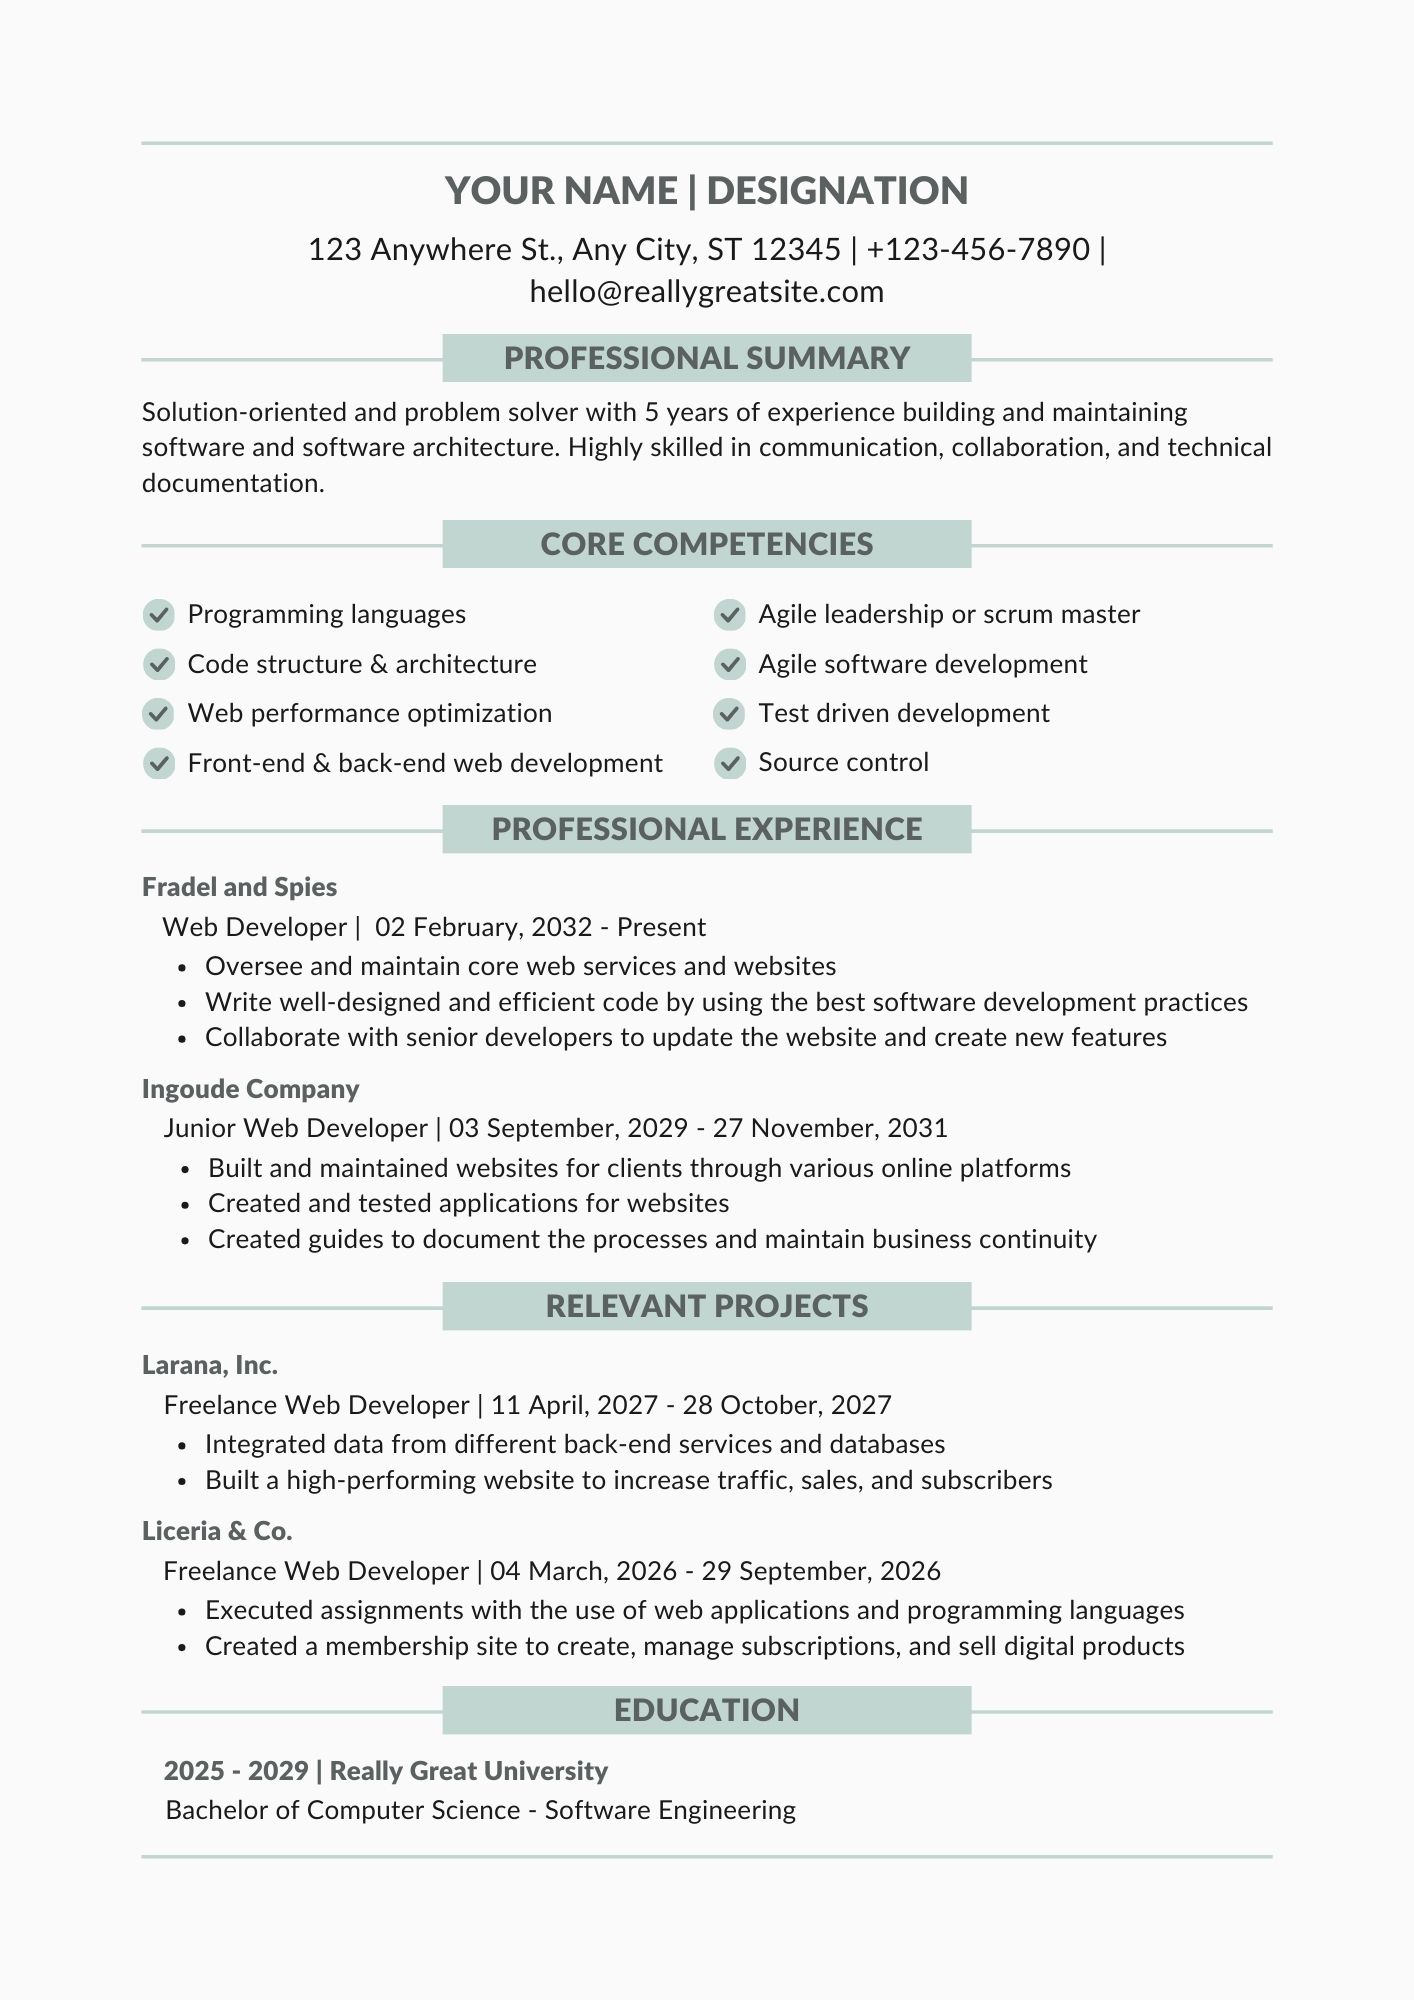 YOUR NAME | DESIGNATION
123 Anywhere St., Any City, ST 12345 | +123-456-7890 |
hello@reallygreatsite.com
PROFESSIONAL SUMMARY
Solution-oriented and problem solver with 5 years of experience building and maintaining
software and software architecture. Highly skilled in communication, collaboration, and technical
documentation.
CORE COMPETENCIES
Programming languages
Code structure & architecture
Web performance optimization
Front-end & back-end web development
Agile leadership or scrum master
Agile software development
Test driven development
Source control
PROFESSIONAL EXPERIENCE
Fradel and Spies
Web Developer | 02 February, 2032 - Present
• Oversee and maintain core web services and websites
• Write well-designed and efficient code by using the best software development practices
• Collaborate with senior developers to update the website and create new features
Ingoude Company
Junior Web Developer | 03 September, 2029 - 27 November, 2031
• Built and maintained websites for clients through various online platforms
• Created and tested applications for websites
• Created guides to document the processes and maintain business continuity
RELEVANT PROJECTS
Larana, Inc.
Freelance Web Developer | 11 April, 2027 - 28 October, 2027
• Integrated data from different back-end services and databases
• Built a high-performing website to increase traffic, sales, and subscribers
Liceria & Co.
Freelance Web Developer | 04 March, 2026 - 29 September, 2026
• Executed assignments with the use of web applications and programming languages
• Created a membership site to create, manage subscriptions, and sell digital products
EDUCATION
2025 - 2029 | Really Great University
Bachelor of Computer Science - Software Engineering